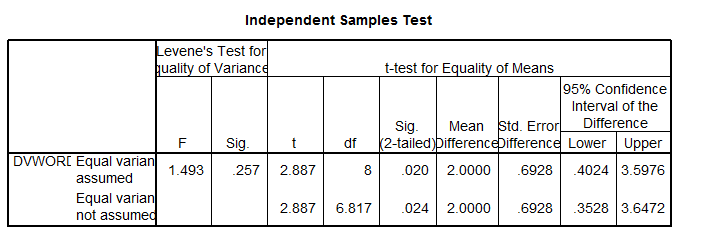 Independent Samples Test
Levene's Test for
quality of Variance
t-test for Equality of Means
95% Confidence
Interval of the
Difference
F Sig. t df Sig.
(2-tailed) Mean
Difference Std. Error
Difference Lower Upper
DVWORD Equal varian
assumed 1.493 .257 2.887 8 .020 2.0000 .6928 .4024 3.5976
Equal varian
not assumed 2.887 6.817 .024 2.0000 .6928 .3528 3.6472